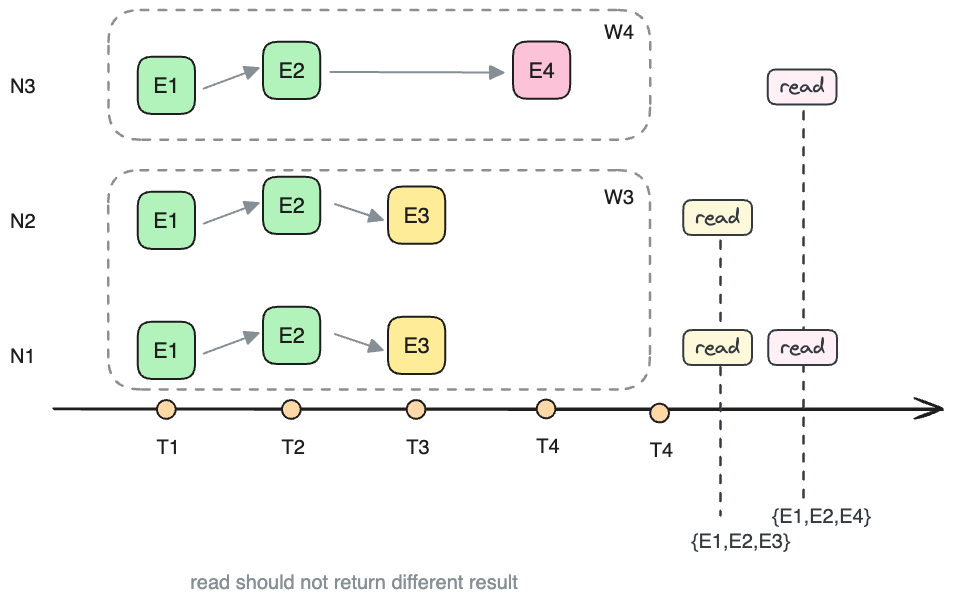 W4
N3
E1
E2
E4
read
W3
N2
E1
E2
E3
read
N1
E1
E2
E3
read
read
T1
T2
T3
T4
T4
{E1,E2,E4}
{E1,E2,E3}
read should not return different result